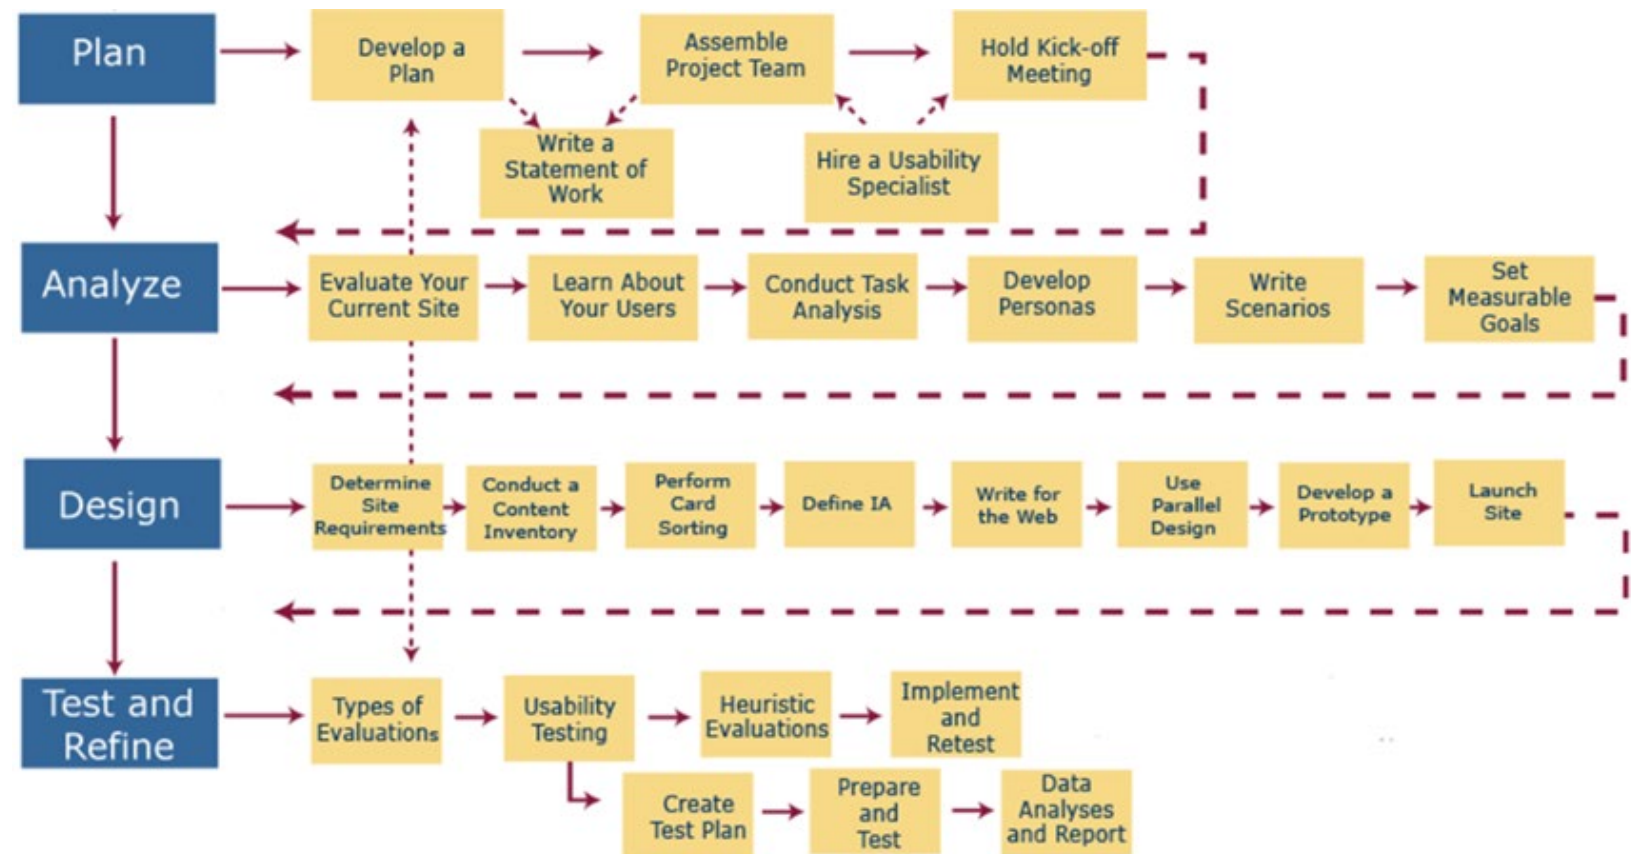 Plan
Develop a
Plan
Assemble
Project Team
Hold Kick-off
Meeting
Write a
Statement of
Work
Hire a Usability
Specialist
Analyze
Evaluate Your
Current Site
Learn About
Your Users
Conduct Task
Analysis
Develop
Personas
Write
Scenarios
Set
Measurable
Goals
Design
Determine
Site
Requirements
Conduct a
Content
Inventory
Perform
Card
Sorting
Define IA
Write for
the Web
Use
Parallel
Design
Develop a
Prototype
Launch
Site
Test and
Refine
Types of
Evaluations
Usability
Testing
Heuristic
Evaluations
Implement
and
Retest
Create
Test Plan
Prepare
and
Test
Data
Analyses
and Report